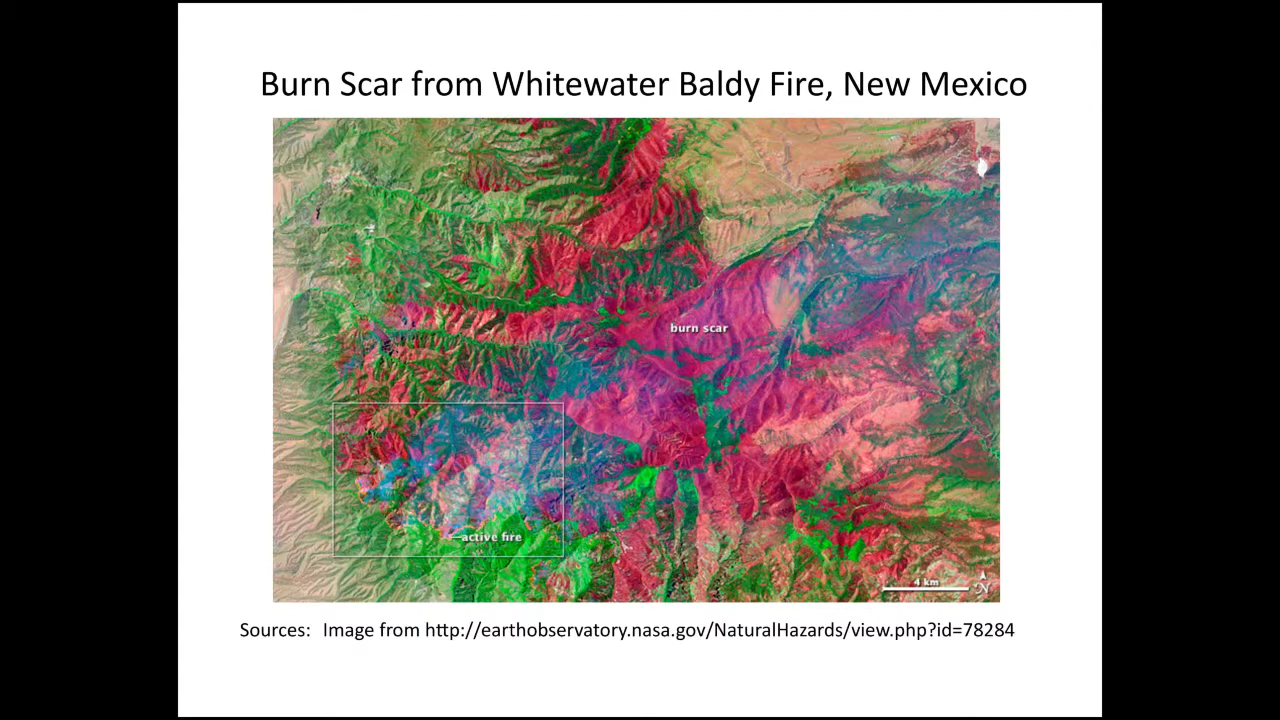 Burn Scar from Whitewater Baldy Fire, New Mexico
burn scar
active fire
4 km
N
Sources: Image from http://earthobservatory.nasa.gov/NaturalHazards/view.php?id=78284